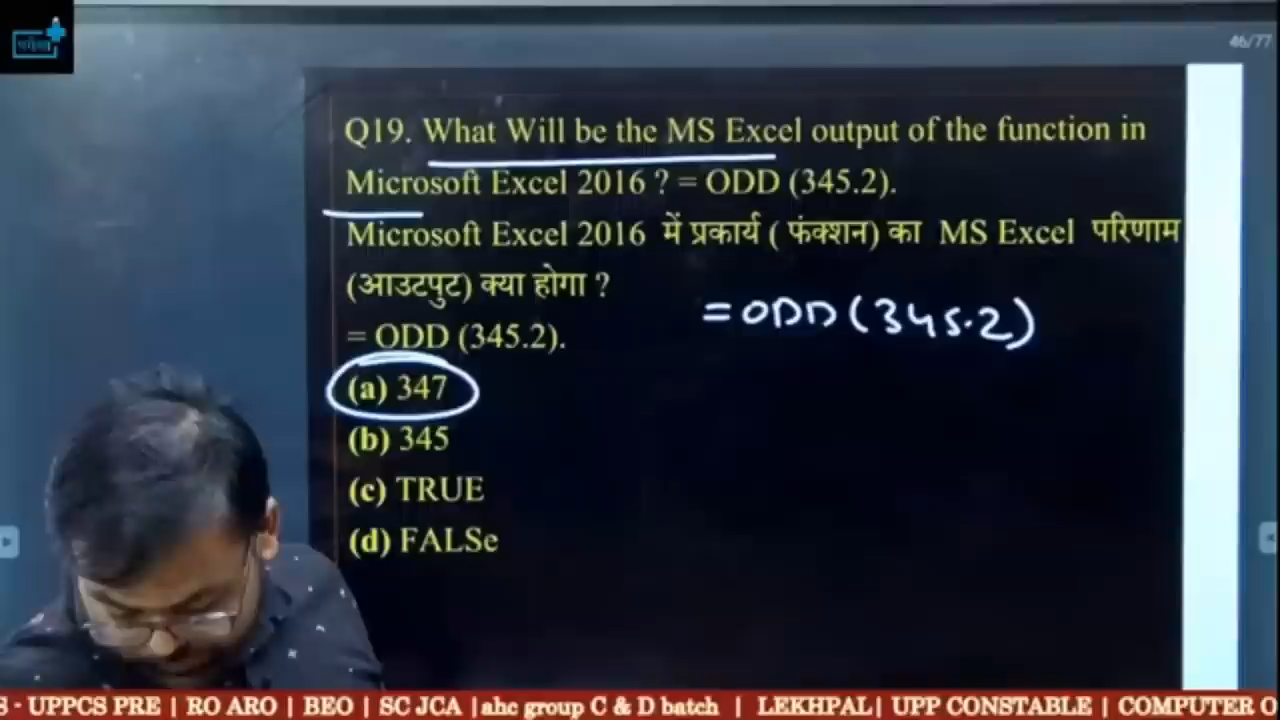 46/77
Q19. What Will be the MS Excel output of the function in
Microsoft Excel 2016 ? = ODD (345.2).
Microsoft Excel 2016 में प्रकार्य ( फंक्शन) का MS Excel परिणाम
(आउटपुट) क्या होगा ?
= ODD (345.2).
= ODD (345.2)
(a) 347
(b) 345
(c) TRUE
(d) FALSe
S - UPPCS PRE | RO ARO | BEO | SC JCA |ahc group C & D batch | LEKHPAL| UPP CONSTABLE | COMPUTER O